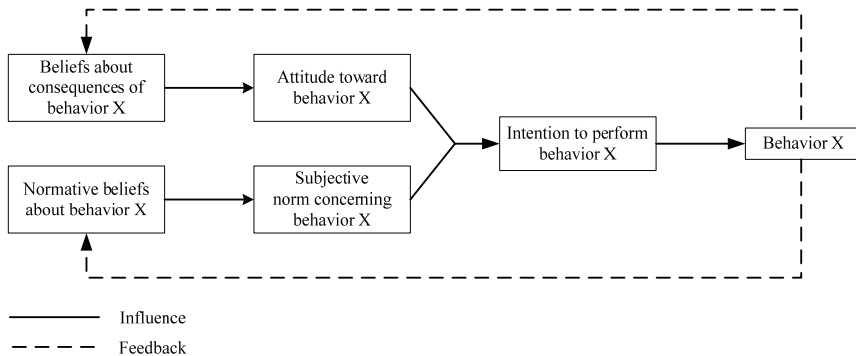 Beliefs about
consequences of
behavior X
Attitude toward
behavior X
Intention to perform
behavior X
Behavior X
Normative beliefs
about behavior X
Subjective
norm concerning
behavior X
Influence
Feedback